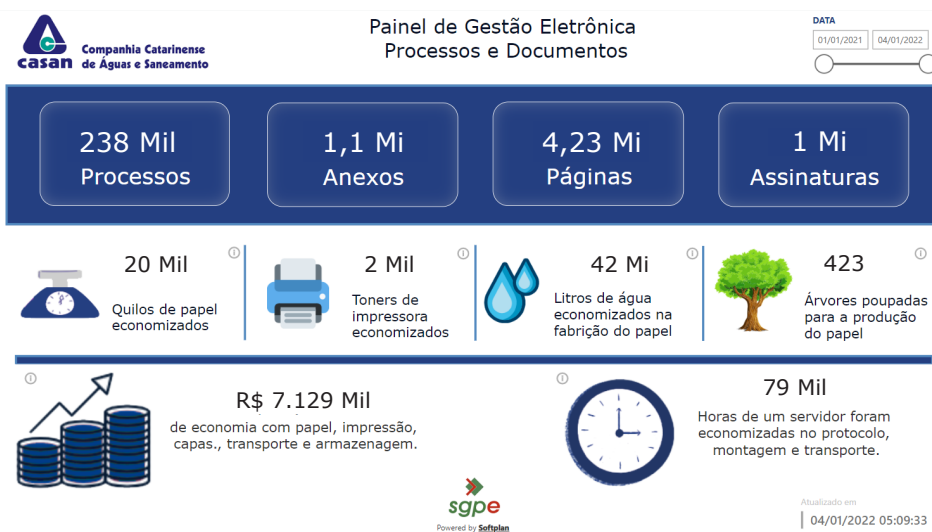 casan
Companhia Catarinense
de Águas e Saneamento
Painel de Gestão Eletrônica
Processos e Documentos
DATA
01/01/2021 04/01/2022
238 Mil
Processos
1,1 Mi
Anexos
4,23 Mi
Páginas
1 Mi
Assinaturas
20 Mil
Quilos de papel
economizados
2 Mil
Toners de
impressora
economizados
42 Mi
Litros de água
economizados na
fabrição do papel
423
Árvores poupadas
para a produção
do papel
R$ 7.129 Mil
de economia com papel, impressão,
capas., transporte e armazenagem.
79 Mil
Horas de um servidor foram
economizadas no protocolo,
montagem e transporte.
sgpe
Powered by Softplan
Atualizado em
04/01/2022 05:09:33